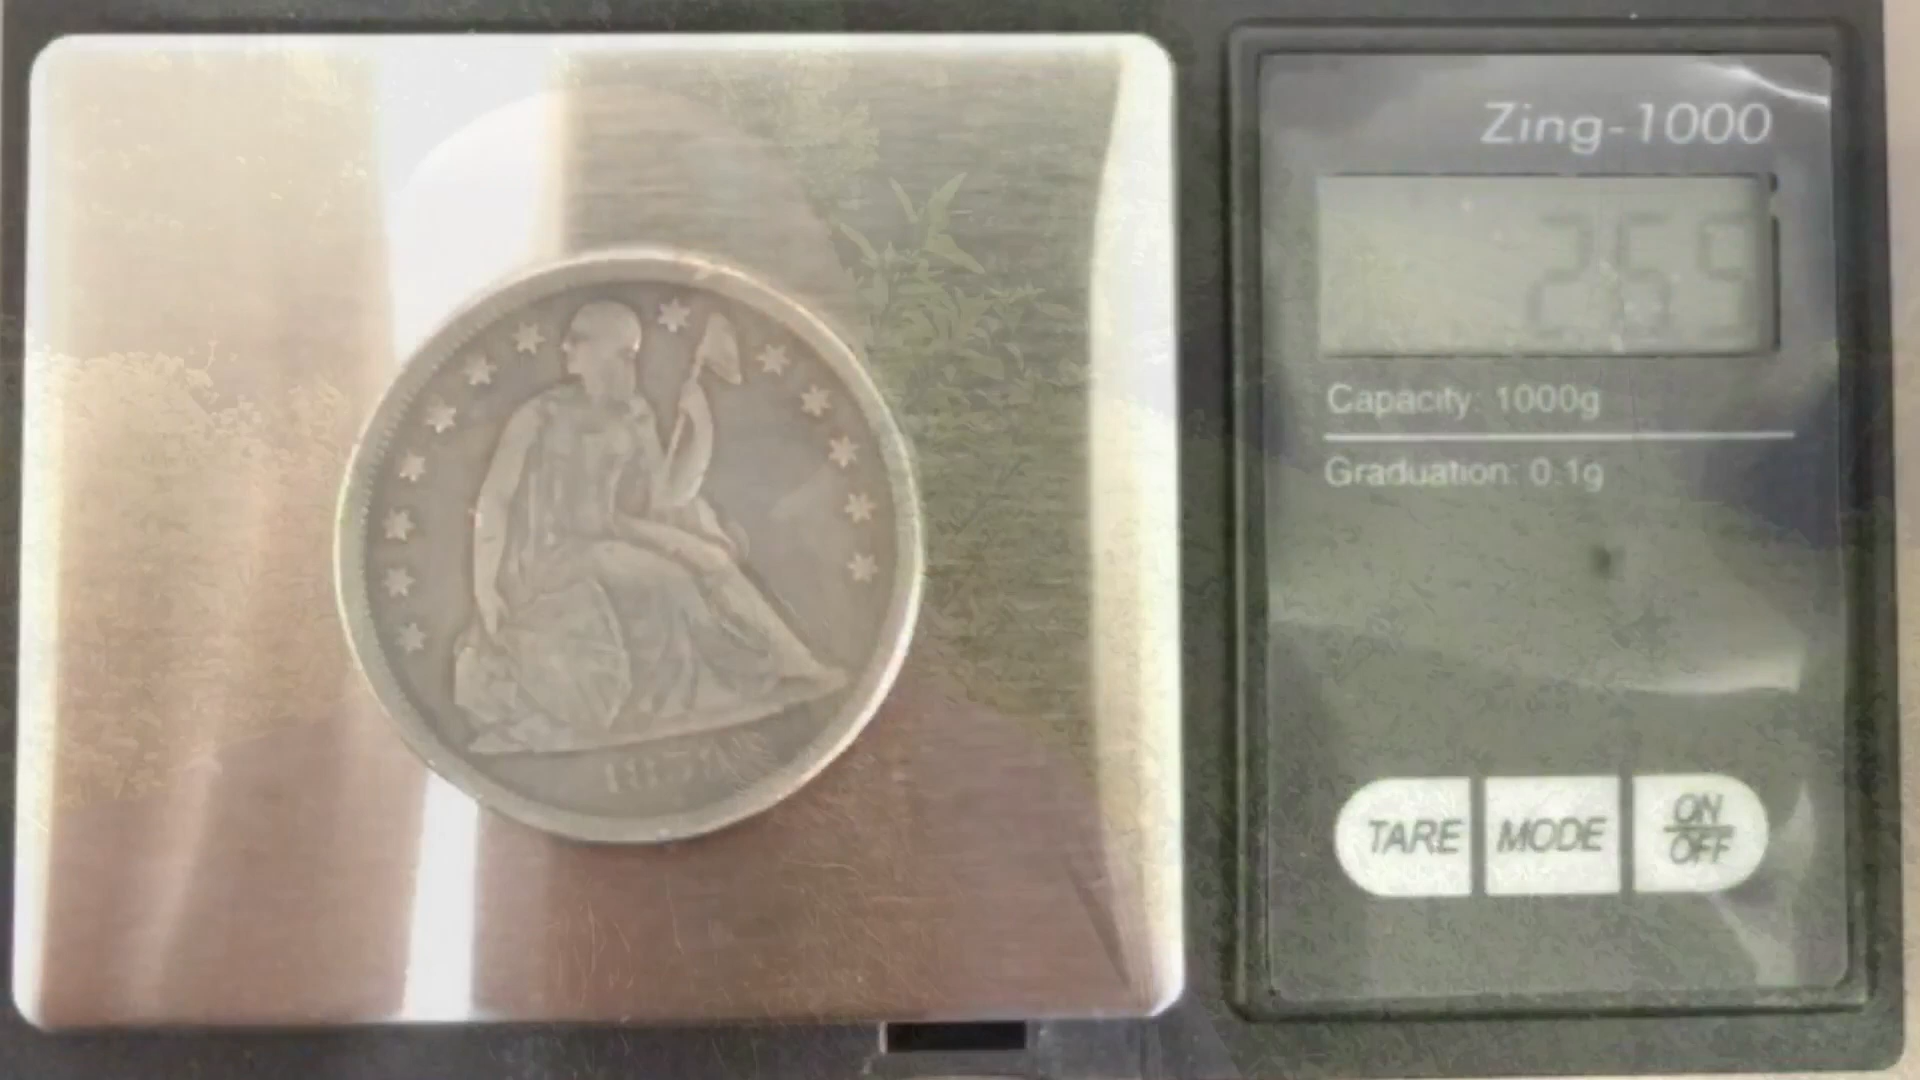 Zing-1000
Capacity: 1000g
Graduation: 0.1g
TARE
MODE
ON
OFF